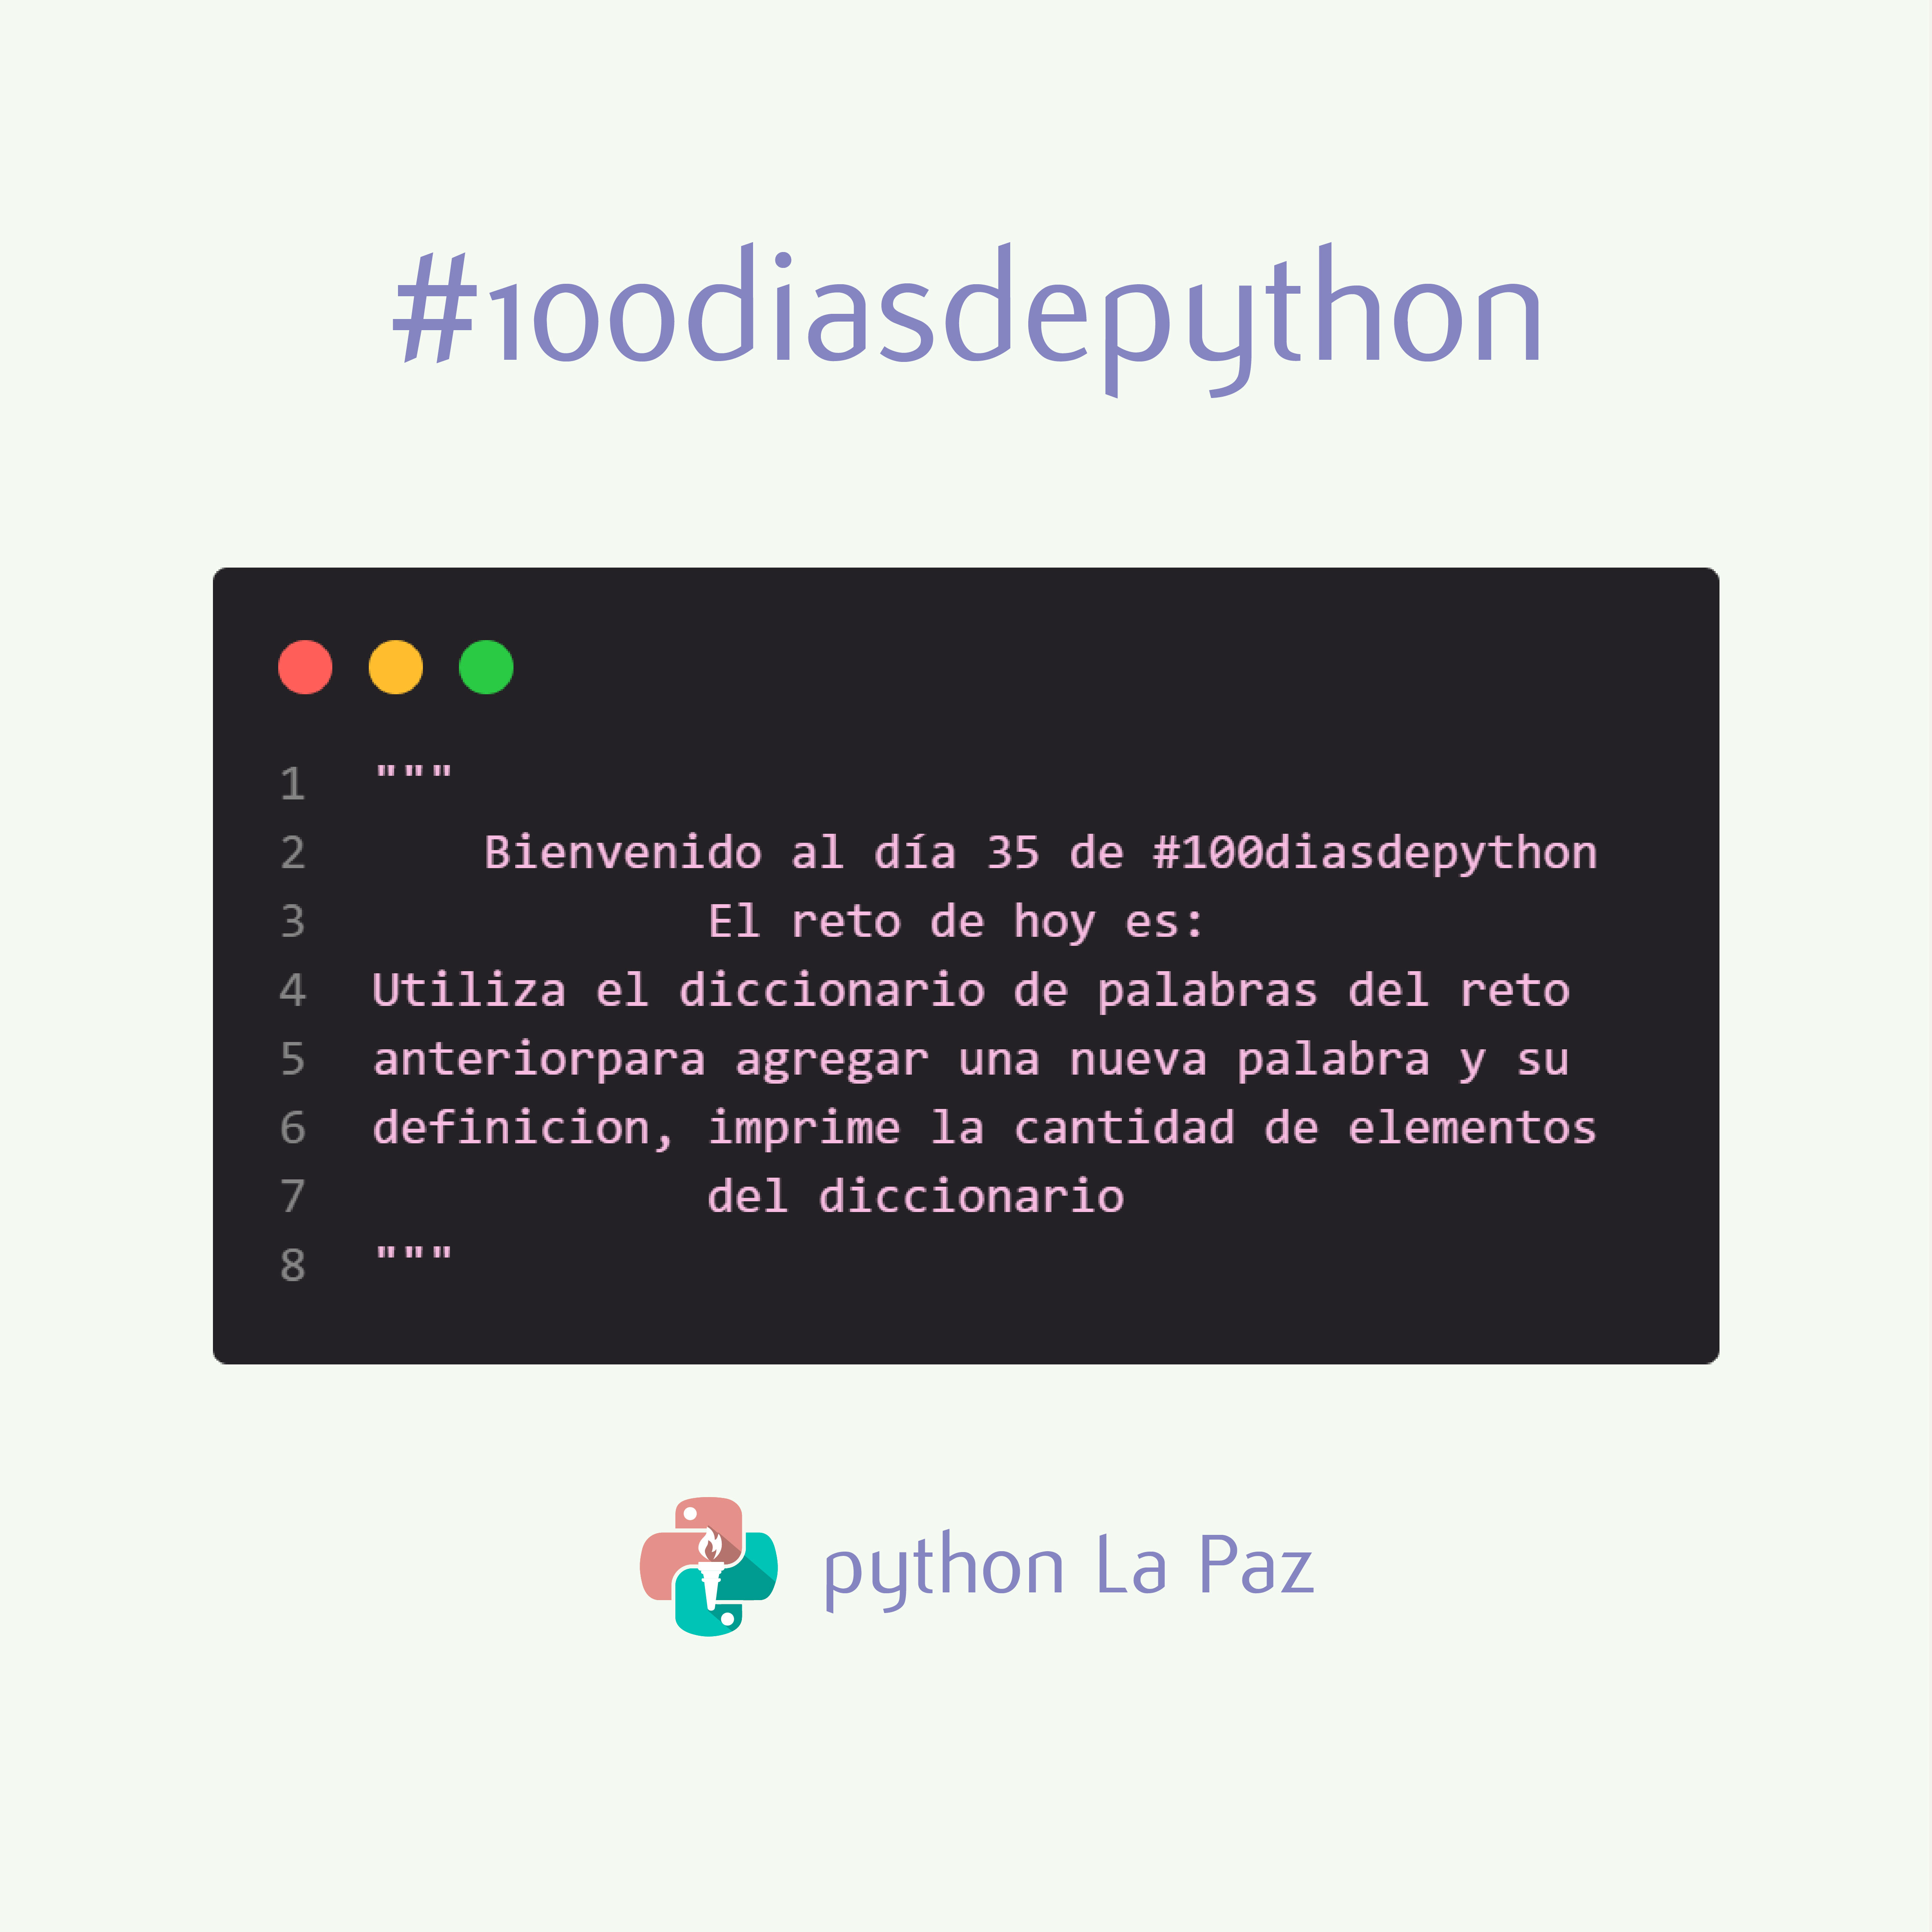 #100diasdepython
1 """
2 Bienvenido al día 35 de #100diasdepython
3 El reto de hoy es:
4 Utiliza el diccionario de palabras del reto
5 anteriorpara agregar una nueva palabra y su
6 definicion, imprime la cantidad de elementos
7 del diccionario
8 """
python La Paz